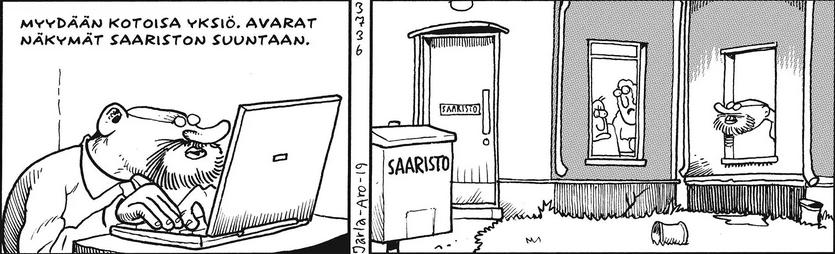 MYYDÄÄN KOTOISA YKSIÖ. AVARAT
NÄKYMÄT SAARISTON SUUNTAAN.
3736
Jarla-Aro-19
SAARISTO
SAARISTO